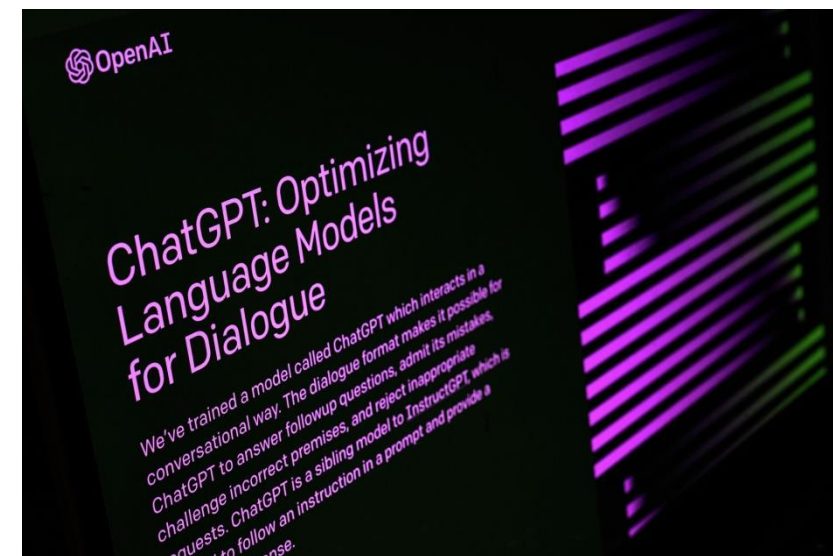 OpenAI
ChatGPT: Optimizing
Language Models
for Dialogue
We've trained a model called ChatGPT which interacts in a
conversational way. The dialogue format makes it possible for
ChatGPT to answer followup questions, admit its mistakes,
challenge incorrect premises, and reject inappropriate
quests. ChatGPT is a sibling model to InstructGPT, which is
to follow an instruction in a prompt and provide a